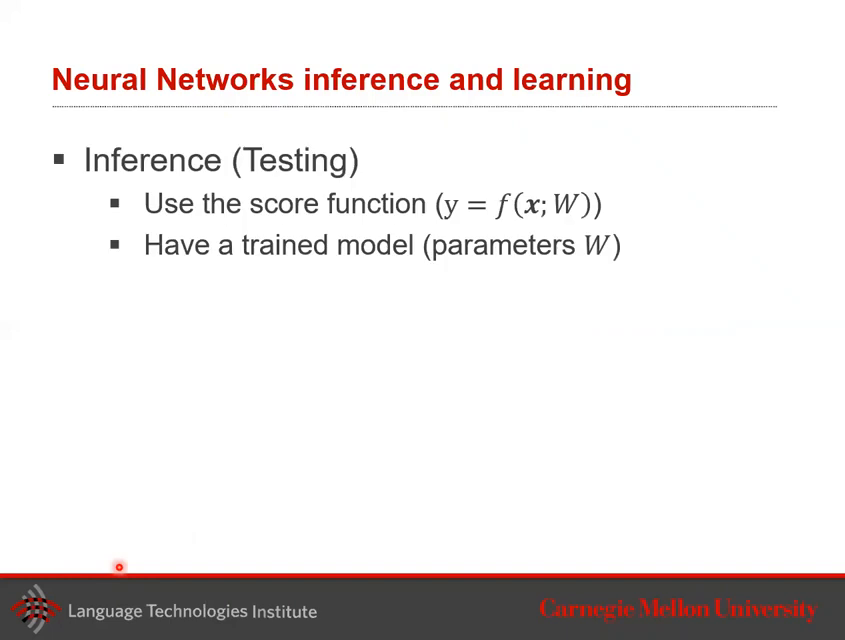 Neural Networks inference and learning
▪ Inference (Testing)
▪ Use the score function (y = f(x; W))
▪ Have a trained model (parameters W)
Language Technologies Institute
Carnegie Mellon University